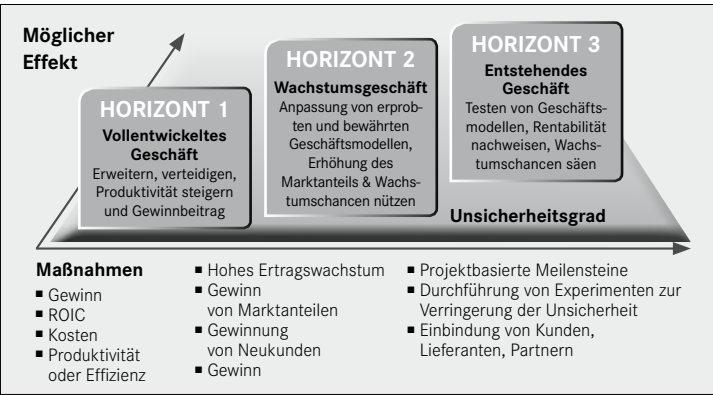 Möglicher
Effekt
HORIZONT 1
Vollentwickeltes
Geschäft
Erweitern, verteidigen,
Produktivität steigern
und Gewinnbeitrag
HORIZONT 2
Wachstumsgeschäft
Anpassung von erprob-
ten und bewährten
Geschäftsmodellen,
Erhöhung des
Marktanteils & Wachs-
tumschancen nützen
HORIZONT 3
Entstehendes
Geschäft
Testen von Geschäfts-
modellen, Rentabilität
nachweisen, Wachs-
tumschancen säen
Unsicherheitsgrad
Maßnahmen
▪ Gewinn
▪ ROIC
▪ Kosten
▪ Produktivität
oder Effizienz
▪ Hohes Ertragswachstum
▪ Gewinn
von Marktanteilen
▪ Gewinnung
von Neukunden
▪ Gewinn
▪ Projektbasierte Meilensteine
▪ Durchführung von Experimenten zur
Verringerung der Unsicherheit
▪ Einbindung von Kunden,
Lieferanten, Partnern